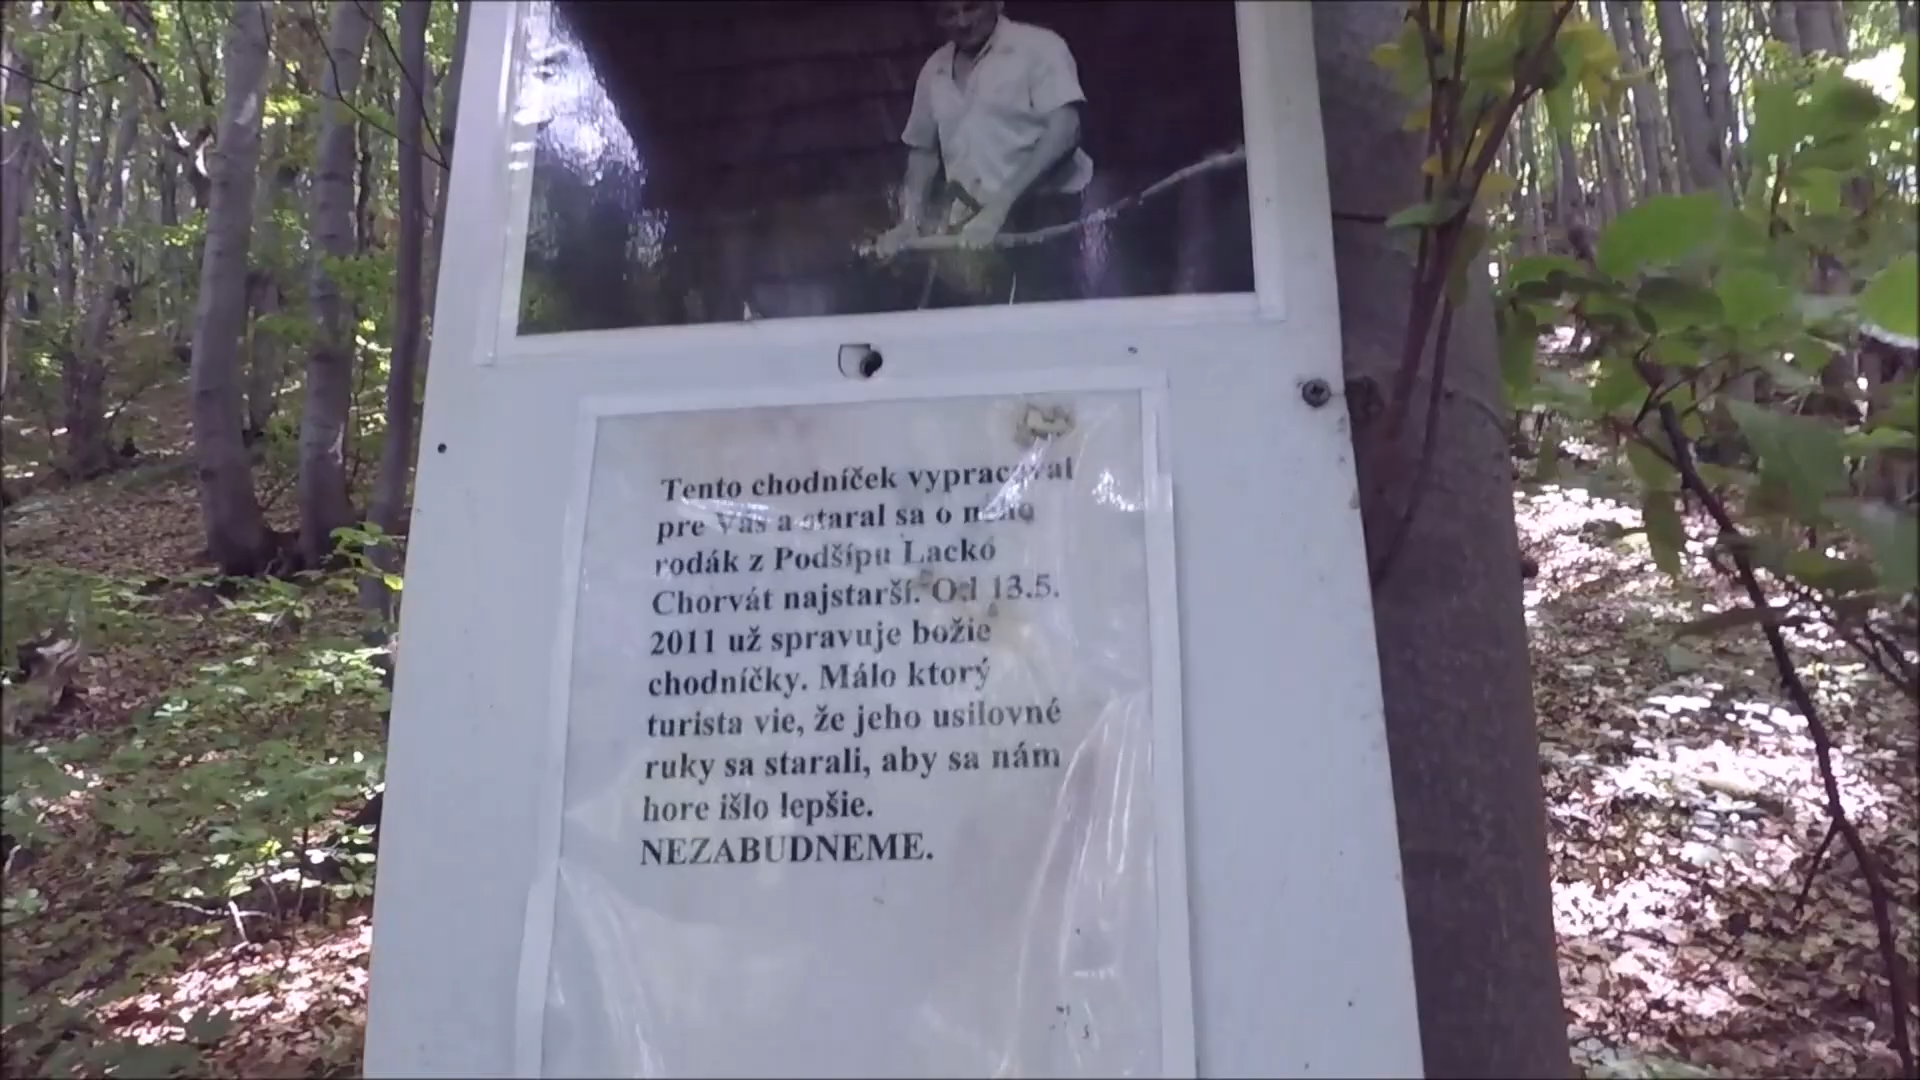 Tento chodníček vypracoval
pre Vás a staral sa o neho
rodák z Podšípu Lacko
Chorvát najstarší. Od 13.5.
2011 už spravuje božie
chodníčky. Málo ktorý
turista vie, že jeho usilovné
ruky sa starali, aby sa nám
hore išlo lepšie.
NEZABUDNEME.